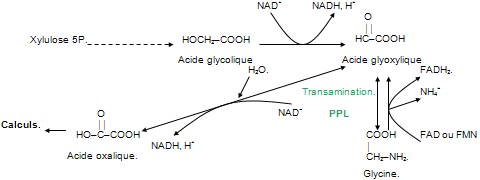 NAD⁺ NADH, H⁺
O
Xylulose 5P. HOCH₂–COOH HC–COOH
Acide glycolique Acide glyoxylique
H₂O. FADH₂.
Transamination. NH₄⁺
O NAD⁺ PPL
Calculs. HO–C–COOH COOH FAD ou FMN
NADH, H⁺
Acide oxalique. CH₂–NH₂.
Glycine.